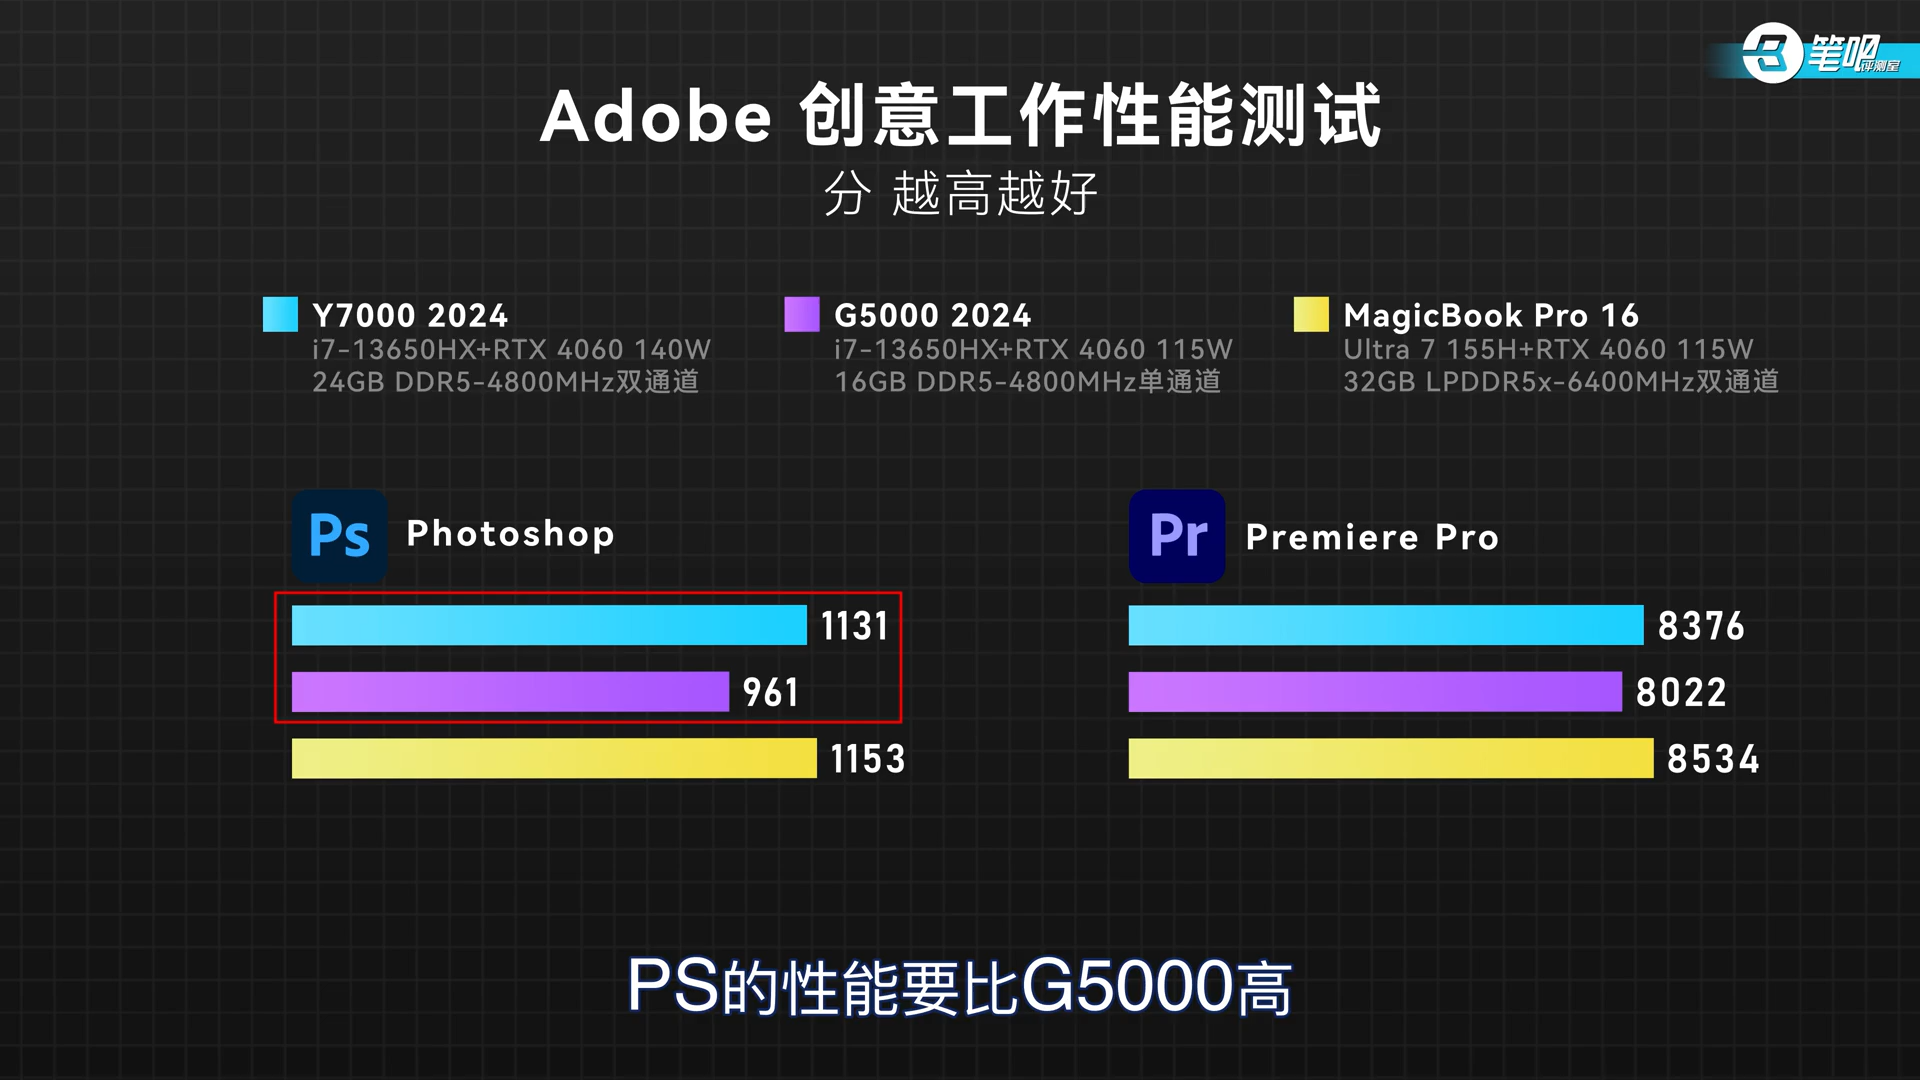 笔吧评测室
Adobe 创意工作性能测试
分 越高越好
Y7000 2024
i7-13650HX+RTX 4060 140W
24GB DDR5-4800MHz双通道
G5000 2024
i7-13650HX+RTX 4060 115W
16GB DDR5-4800MHz单通道
MagicBook Pro 16
Ultra 7 155H+RTX 4060 115W
32GB LPDDR5x-6400MHz双通道
Ps Photoshop
1131
961
1153
Pr Premiere Pro
8376
8022
8534
PS的性能要比G5000高